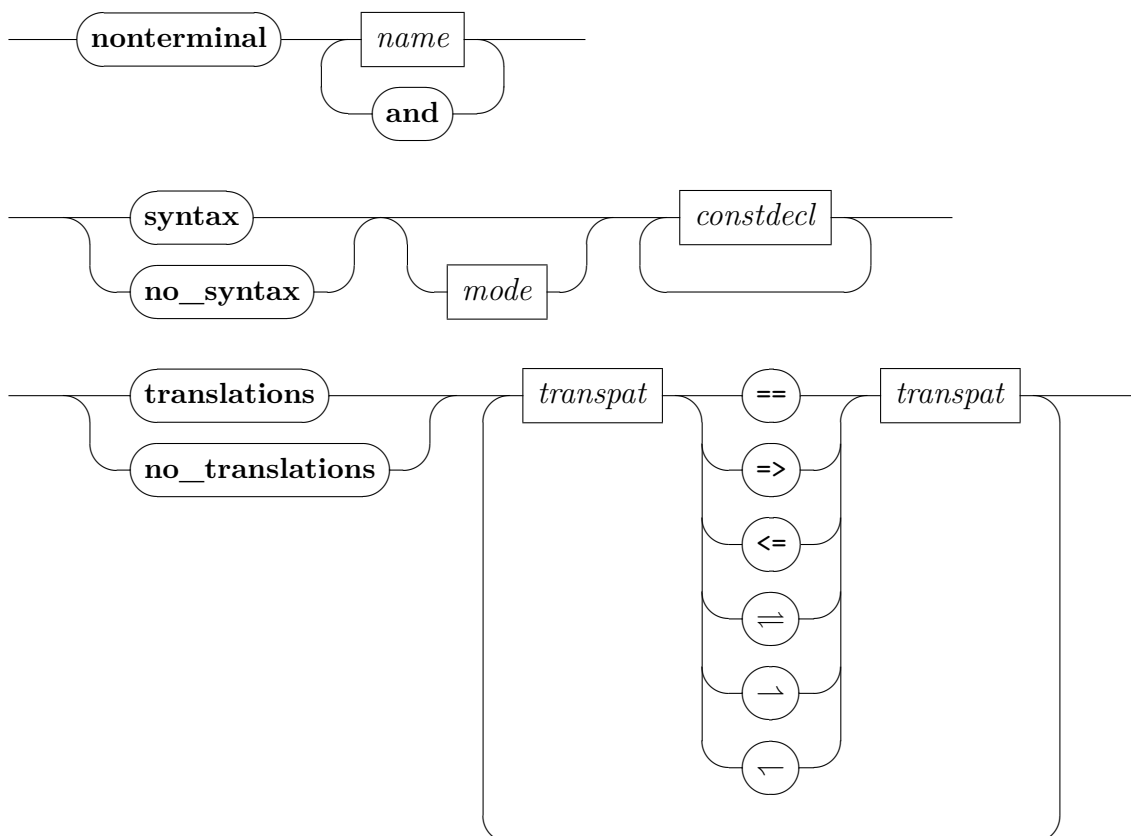 nonterminal name
and
syntax constdecl
no_syntax mode
translations transpat == transpat
no_translations =>
<=
⇌
⇀
↽